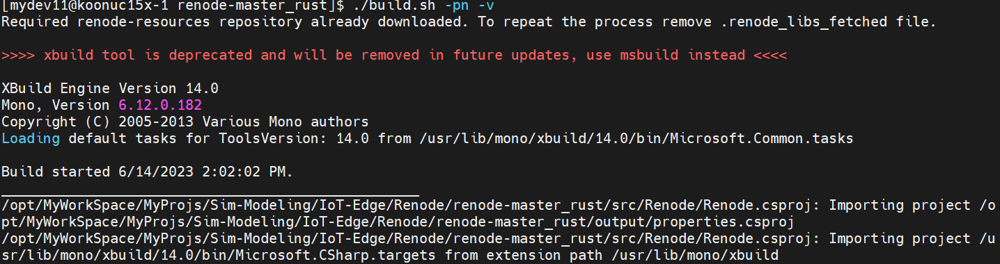 [mydev11@koonuc15x-1 renode-master_rust]$ ./build.sh -pn -v
Required renode-resources repository already downloaded. To repeat the process remove .renode_libs_fetched file.
>>>> xbuild tool is deprecated and will be removed in future updates, use msbuild instead <<<<
XBuild Engine Version 14.0
Mono, Version 6.12.0.182
Copyright (C) 2005-2013 Various Mono authors
Loading default tasks for ToolsVersion: 14.0 from /usr/lib/mono/xbuild/14.0/bin/Microsoft.Common.tasks
Build started 6/14/2023 2:02:02 PM.
__________________________________________________
/opt/MyWorkSpace/MyProjs/Sim-Modeling/IoT-Edge/Renode/renode-master_rust/src/Renode/Renode.csproj: Importing project /o
pt/MyWorkSpace/MyProjs/Sim-Modeling/IoT-Edge/Renode/renode-master_rust/output/properties.csproj
/opt/MyWorkSpace/MyProjs/Sim-Modeling/IoT-Edge/Renode/renode-master_rust/src/Renode/Renode.csproj: Importing project /u
sr/lib/mono/xbuild/14.0/bin/Microsoft.CSharp.targets from extension path /usr/lib/mono/xbuild